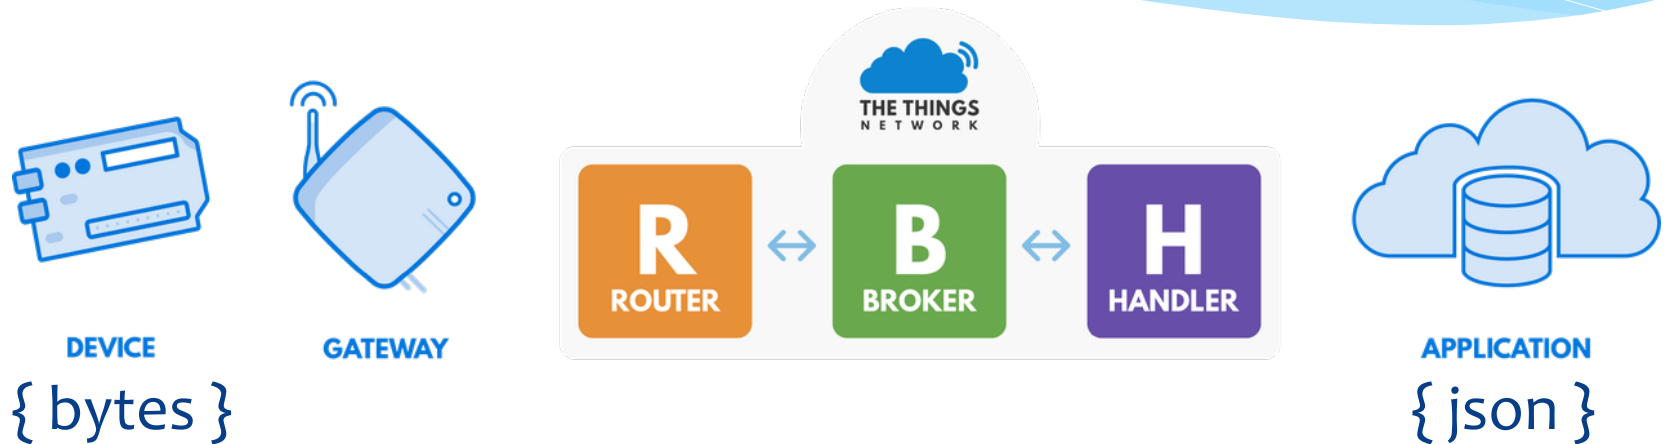 THE THINGS
NETWORK
R
ROUTER
B
BROKER
H
HANDLER
DEVICE
GATEWAY
APPLICATION
{ bytes }
{ json }